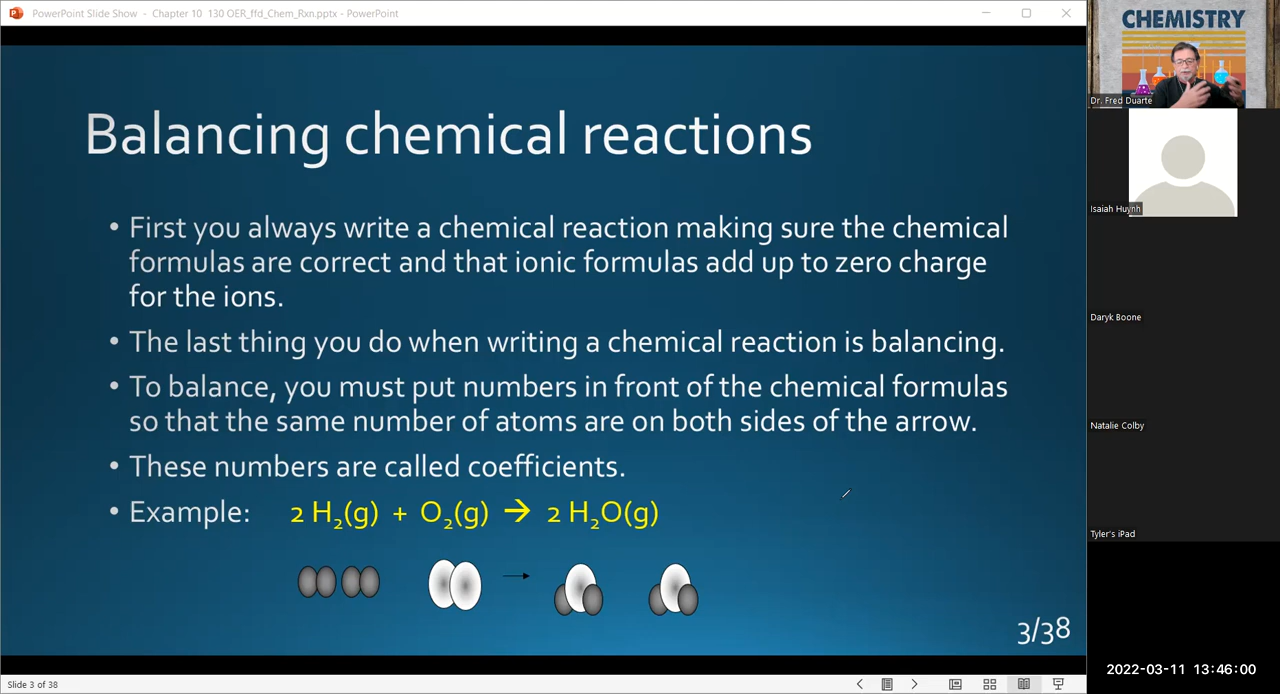 PowerPoint Slide Show - Chapter 10 130 OER_ffd_Chem_Rxn.pptx - PowerPoint
Balancing chemical reactions
• First you always write a chemical reaction making sure the chemical
formulas are correct and that ionic formulas add up to zero charge
for the ions.
• The last thing you do when writing a chemical reaction is balancing.
• To balance, you must put numbers in front of the chemical formulas
so that the same number of atoms are on both sides of the arrow.
• These numbers are called coefficients.
• Example: 2 H₂(g) + O₂(g) → 2 H₂O(g)
3/38
Slide 3 of 38
CHEMISTRY
Dr. Fred Duarte
Isaiah Huynh
Daryk Boone
Natalie Colby
Tyler's iPad
2022-03-11 13:46:00